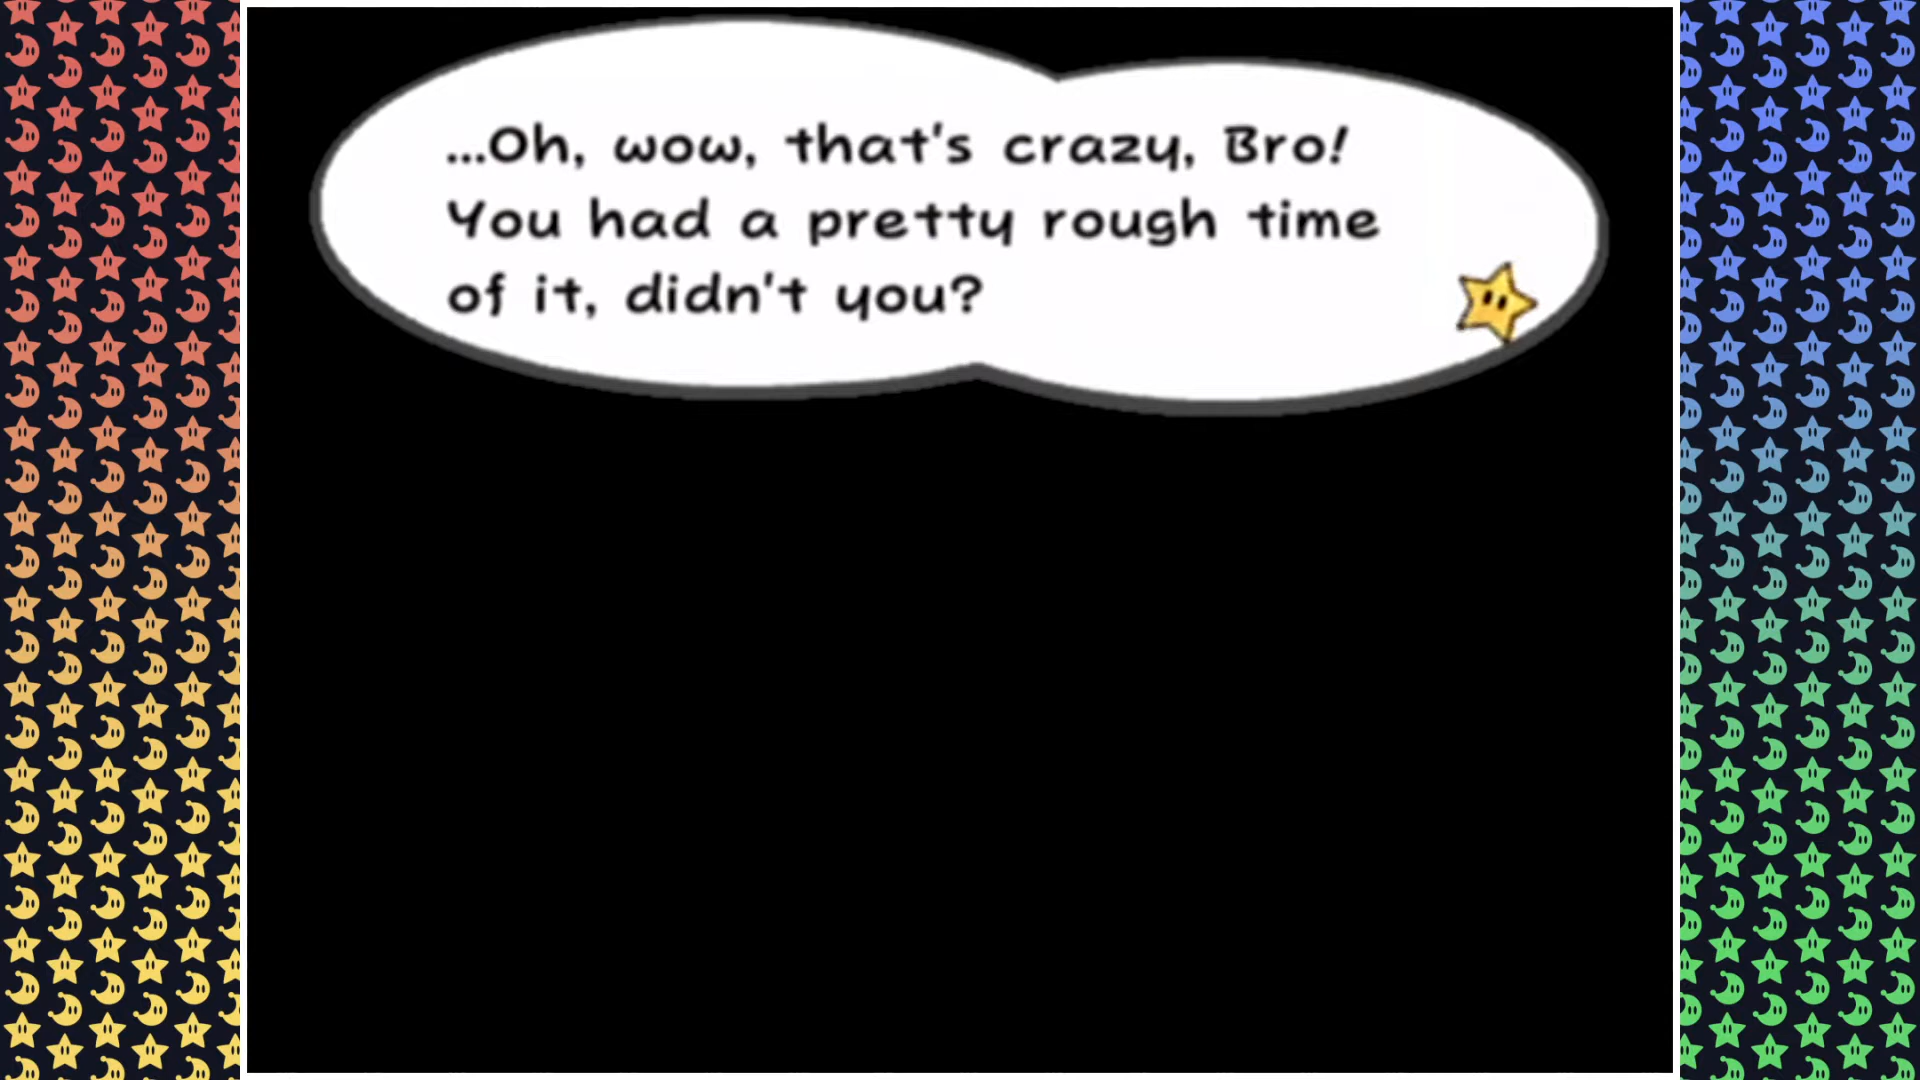 ...Oh, wow, that's crazy, Bro!
You had a pretty rough time
of it, didn't you?